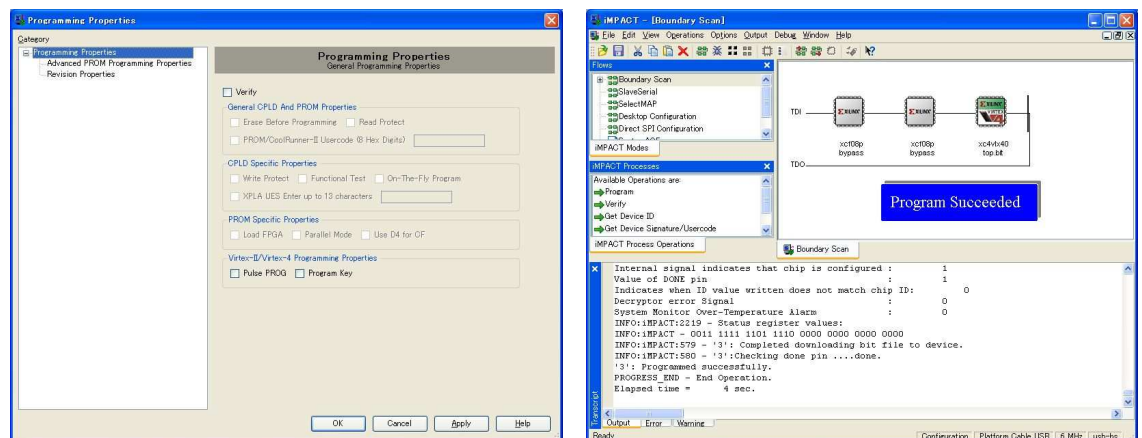 Programming Properties
Category
Programming Properties
Advanced PROM Programming Properties
Revision Properties
Programming Properties
General Programming Properties
Verify
General CPLD And PROM Properties
Erase Before Programming Read Protect
PROM/CoolRunner-II Usercode (8 Hex Digits)
CPLD Specific Properties
Write Protect Functional Test On-The-Fly Program
XPLA UES Enter up to 13 characters
PROM Specific Properties
Load FPGA Parallel Mode Use D4 for CF
Virtex-II/Virtex-4 Programming Properties
Pulse PROG Program Key
OK Cancel Apply Help
iMPACT - [Boundary Scan]
File Edit View Operations Options Output Debug Window Help
Flows
Boundary Scan
SlaveSerial
SelectMAP
Desktop Configuration
Direct SPI Configuration
iMPACT Modes
iMPACT Processes
Available Operations are:
Program
Verify
Get Device ID
Get Device Signature/Usercode
iMPACT Process Operations
TDI
XILINX XILINX
xcf08p xcf08p xc4vlx40
bypass bypass top.bit
TDO
Program Succeeded
Boundary Scan
Internal signal indicates that chip is configured : 1
Value of DONE pin : 1
Indicates when ID value written does not match chip ID: 0
Decryptor error Signal : 0
System Monitor Over-Temperature Alarm : 0
INFO:iMPACT:2219 - Status register values:
INFO:iMPACT - 0011 1111 1101 1110 0000 0000 0000 0000
INFO:iMPACT:579 - '3': Completed downloading bit file to device.
INFO:iMPACT:580 - '3':Checking done pin ....done.
'3': Programmed successfully.
PROGRESS_END - End Operation.
Elapsed time = 4 sec.
Transcript
Output Error Warning
Ready
Configuration Platform Cable USB 6 MHz usb-hs